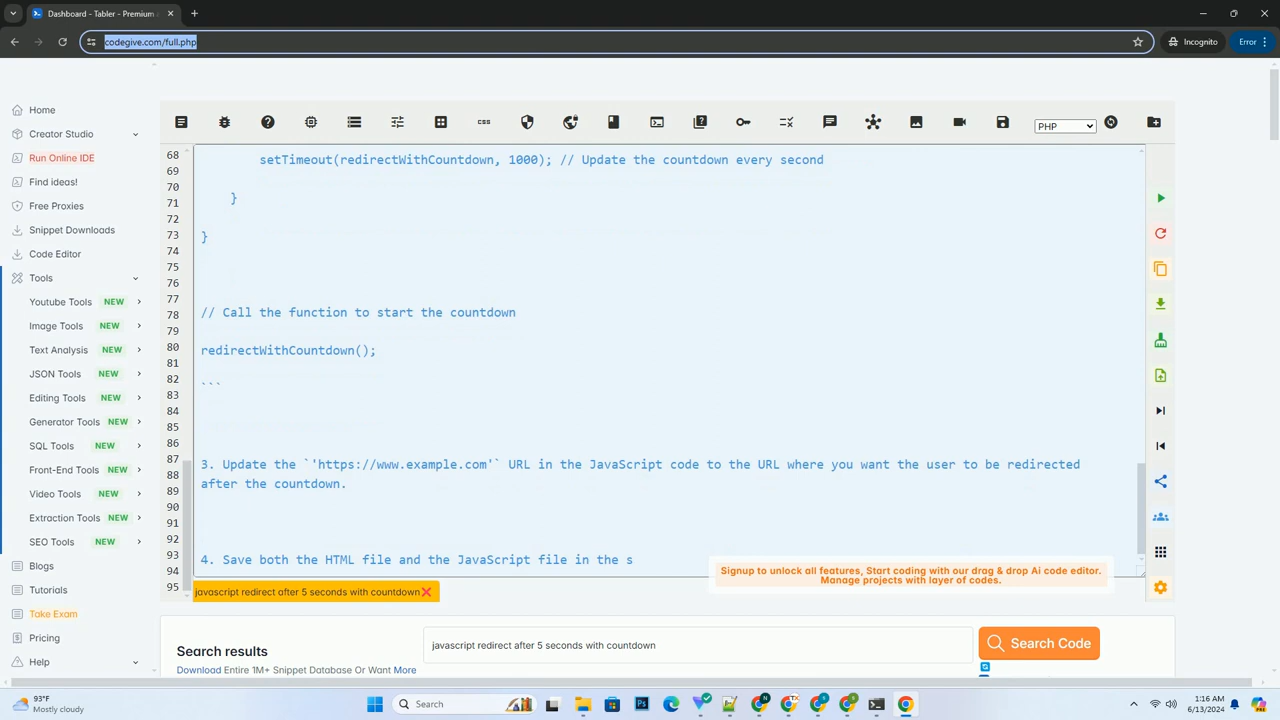 Dashboard - Tabler - Premium
codegive.com/full.php
Incognito
Error
Home
Creator Studio
Run Online IDE
Find ideas!
Free Proxies
Snippet Downloads
Code Editor
Tools
Youtube Tools NEW
Image Tools NEW
Text Analysis NEW
JSON Tools NEW
Editing Tools NEW
Generator Tools NEW
SQL Tools NEW
Front-End Tools NEW
Video Tools NEW
Extraction Tools NEW
SEO Tools NEW
Blogs
Tutorials
Take Exam
Pricing
Help
css
PHP
68
69
70
71
72
73
74
75
76
77
78
79
80
81
82
83
84
85
86
87
88
89
90
91
92
93
94
95
setTimeout(redirectWithCountdown, 1000); // Update the countdown every second
}
}
// Call the function to start the countdown
redirectWithCountdown();
```
3. Update the `'https://www.example.com'` URL in the JavaScript code to the URL where you want the user to be redirected
after the countdown.
4. Save both the HTML file and the JavaScript file in the s
Signup to unlock all features, Start coding with our drag & drop Ai code editor.
Manage projects with layer of codes.
javascript redirect after 5 seconds with countdown❌
Search results
Download Entire 1M+ Snippet Database Or Want More
javascript redirect after 5 seconds with countdown
Search Code
93°F
Mostly cloudy
Search
1:16 AM
6/13/2024